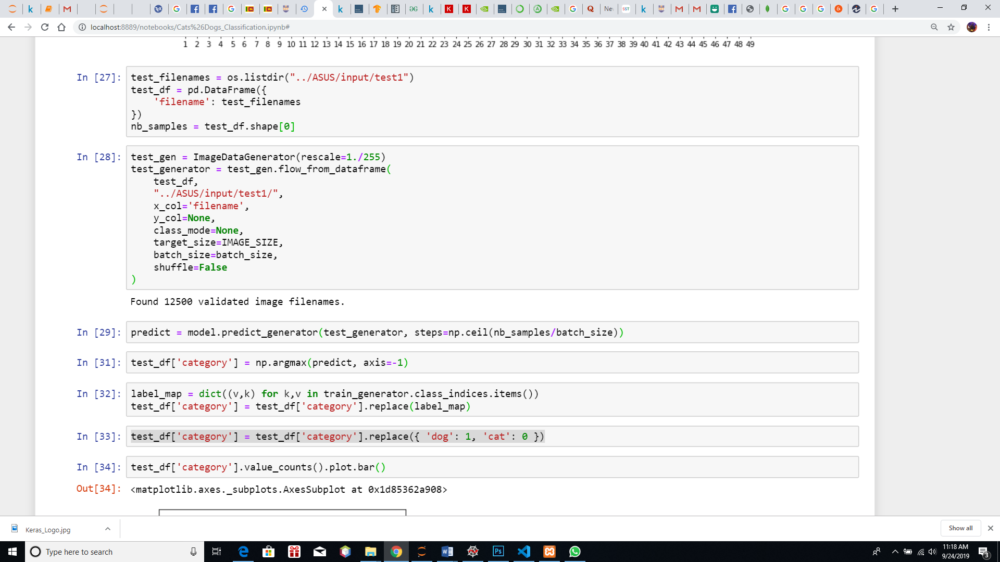 localhost:8889/notebooks/Cats%26Dogs_Classification.ipynb#
1 2 3 4 5 6 7 8 9 10 11 12 13 14 15 16 17 18 19 20 21 22 23 24 25 26 27 28 29 30 31 32 33 34 35 36 37 38 39 40 41 42 43 44 45 46 47 48 49
In [27]: test_filenames = os.listdir("../ASUS/input/test1")
test_df = pd.DataFrame({
    'filename': test_filenames
})
nb_samples = test_df.shape[0]
In [28]: test_gen = ImageDataGenerator(rescale=1./255)
test_generator = test_gen.flow_from_dataframe(
    test_df,
    "../ASUS/input/test1/",
    x_col='filename',
    y_col=None,
    class_mode=None,
    target_size=IMAGE_SIZE,
    batch_size=batch_size,
    shuffle=False
)
Found 12500 validated image filenames.
In [29]: predict = model.predict_generator(test_generator, steps=np.ceil(nb_samples/batch_size))
In [31]: test_df['category'] = np.argmax(predict, axis=-1)
In [32]: label_map = dict((v,k) for k,v in train_generator.class_indices.items())
test_df['category'] = test_df['category'].replace(label_map)
In [33]: test_df['category'] = test_df['category'].replace({ 'dog': 1, 'cat': 0 })
In [34]: test_df['category'].value_counts().plot.bar()
Out[34]: <matplotlib.axes._subplots.AxesSubplot at 0x1d85362a908>
Keras_Logo.jpg
Show all
Type here to search
11:18 AM
9/24/2019
3